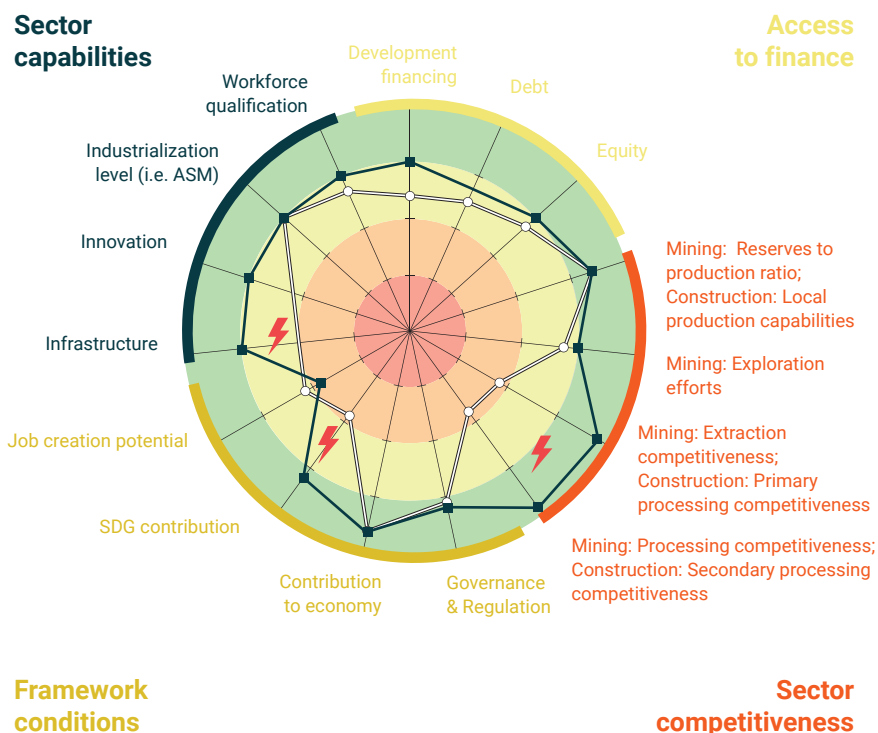 Sector
capabilities
Access
to finance
Development
financing
Debt
Equity
Workforce
qualification
Industrialization
level (i.e. ASM)
Innovation
Infrastructure
Mining:  Reserves to
production ratio;
Construction: Local
production capabilities
Mining: Exploration
efforts
Mining: Extraction
competitiveness;
Construction: Primary
processing competitiveness
Mining: Processing competitiveness;
Construction: Secondary processing
competitiveness
Job creation potential
SDG contribution
Contribution
to economy
Governance
& Regulation
Framework
conditions
Sector
competitiveness